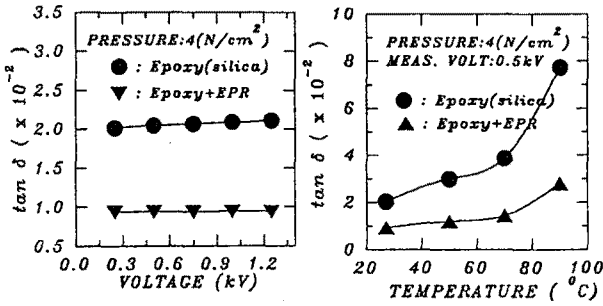 PRESSURE:4(N/cm²)
: Epoxy(silica)
: Epoxy+EPR
tan δ ( x 10⁻²)
3.5
3.0
2.5
2.0
1.5
1.0
0.5
0.0 0.3 0.6 0.9 1.2
VOLTAGE (kV)
PRESSURE:4(N/cm²)
MEAS. VOLT:0.5kV
: Epoxy(silica)
: Epoxy+EPR
tan δ ( x 10⁻²)
10
8
6
4
2
0
20 40 60 80 100
TEMPERATURE ( ⁰C)